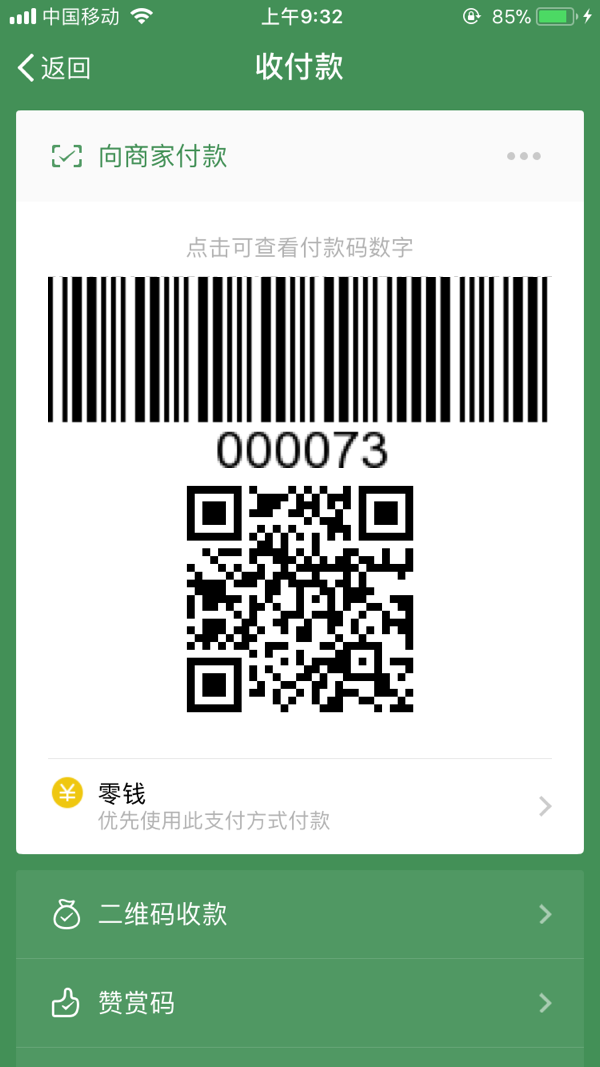 中国移动 上午9:32 85%
返回 收付款
向商家付款
点击可查看付款码数字
000073
零钱
优先使用此支付方式付款
二维码收款
赞赏码